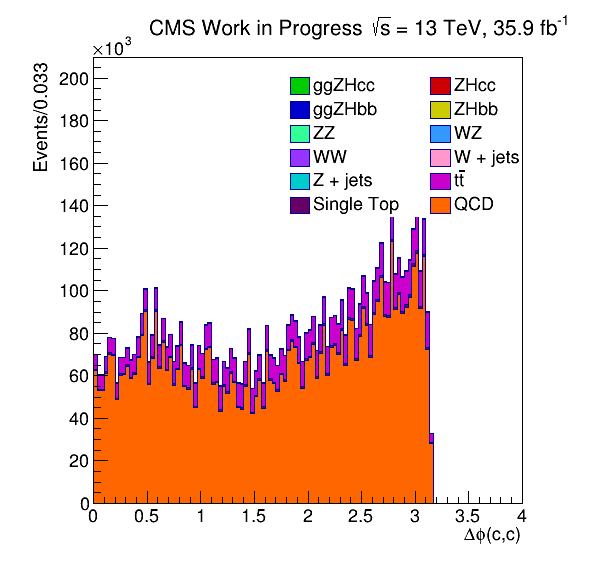 CMS Work in Progress √s = 13 TeV, 35.9 fb⁻¹
×10³
Events/0.033
200
180
160
140
120
100
80
60
40
20
0
ggZHcc ZHcc
ggZHbb ZHbb
ZZ WZ
WW W + jets
Z + jets tt̄
Single Top QCD
0 0.5 1 1.5 2 2.5 3 3.5 4
Δϕ(c,c)